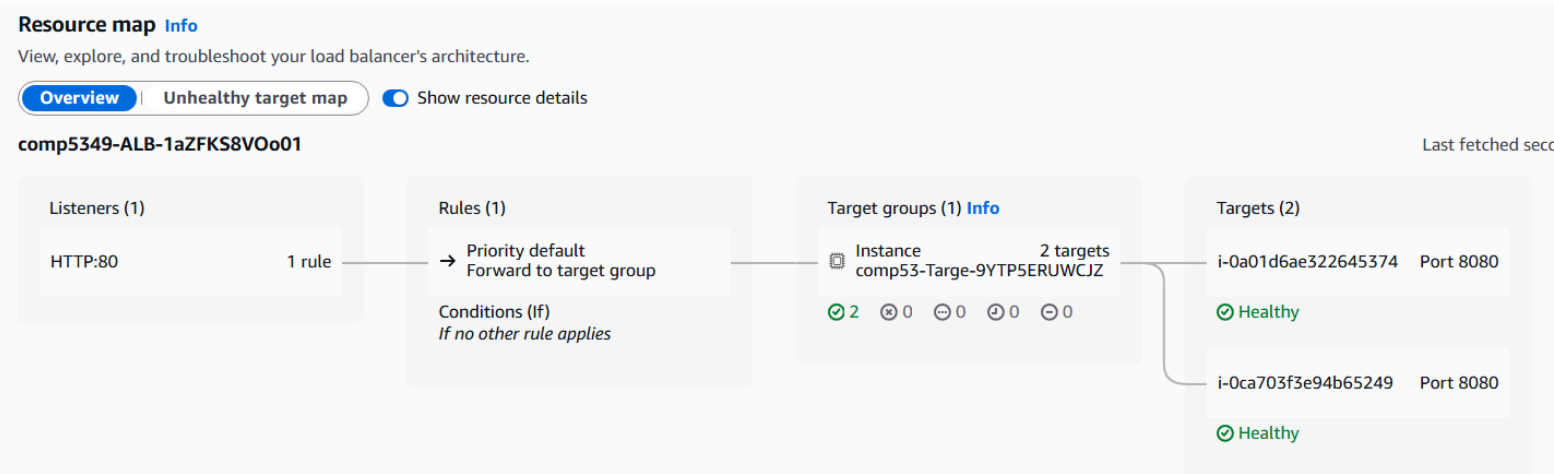 Resource map Info
View, explore, and troubleshoot your load balancer's architecture.
Overview Unhealthy target map Show resource details
comp5349-ALB-1aZFKS8VOo01
Last fetched seco
Listeners (1)
HTTP:80 1 rule
Rules (1)
Priority default
Forward to target group
Conditions (If)
If no other rule applies
Target groups (1) Info
Instance 2 targets
comp53-Targe-9YTP5ERUWCJZ
2 0 0 0 0
Targets (2)
i-0a01d6ae322645374 Port 8080
Healthy
i-0ca703f3e94b65249 Port 8080
Healthy